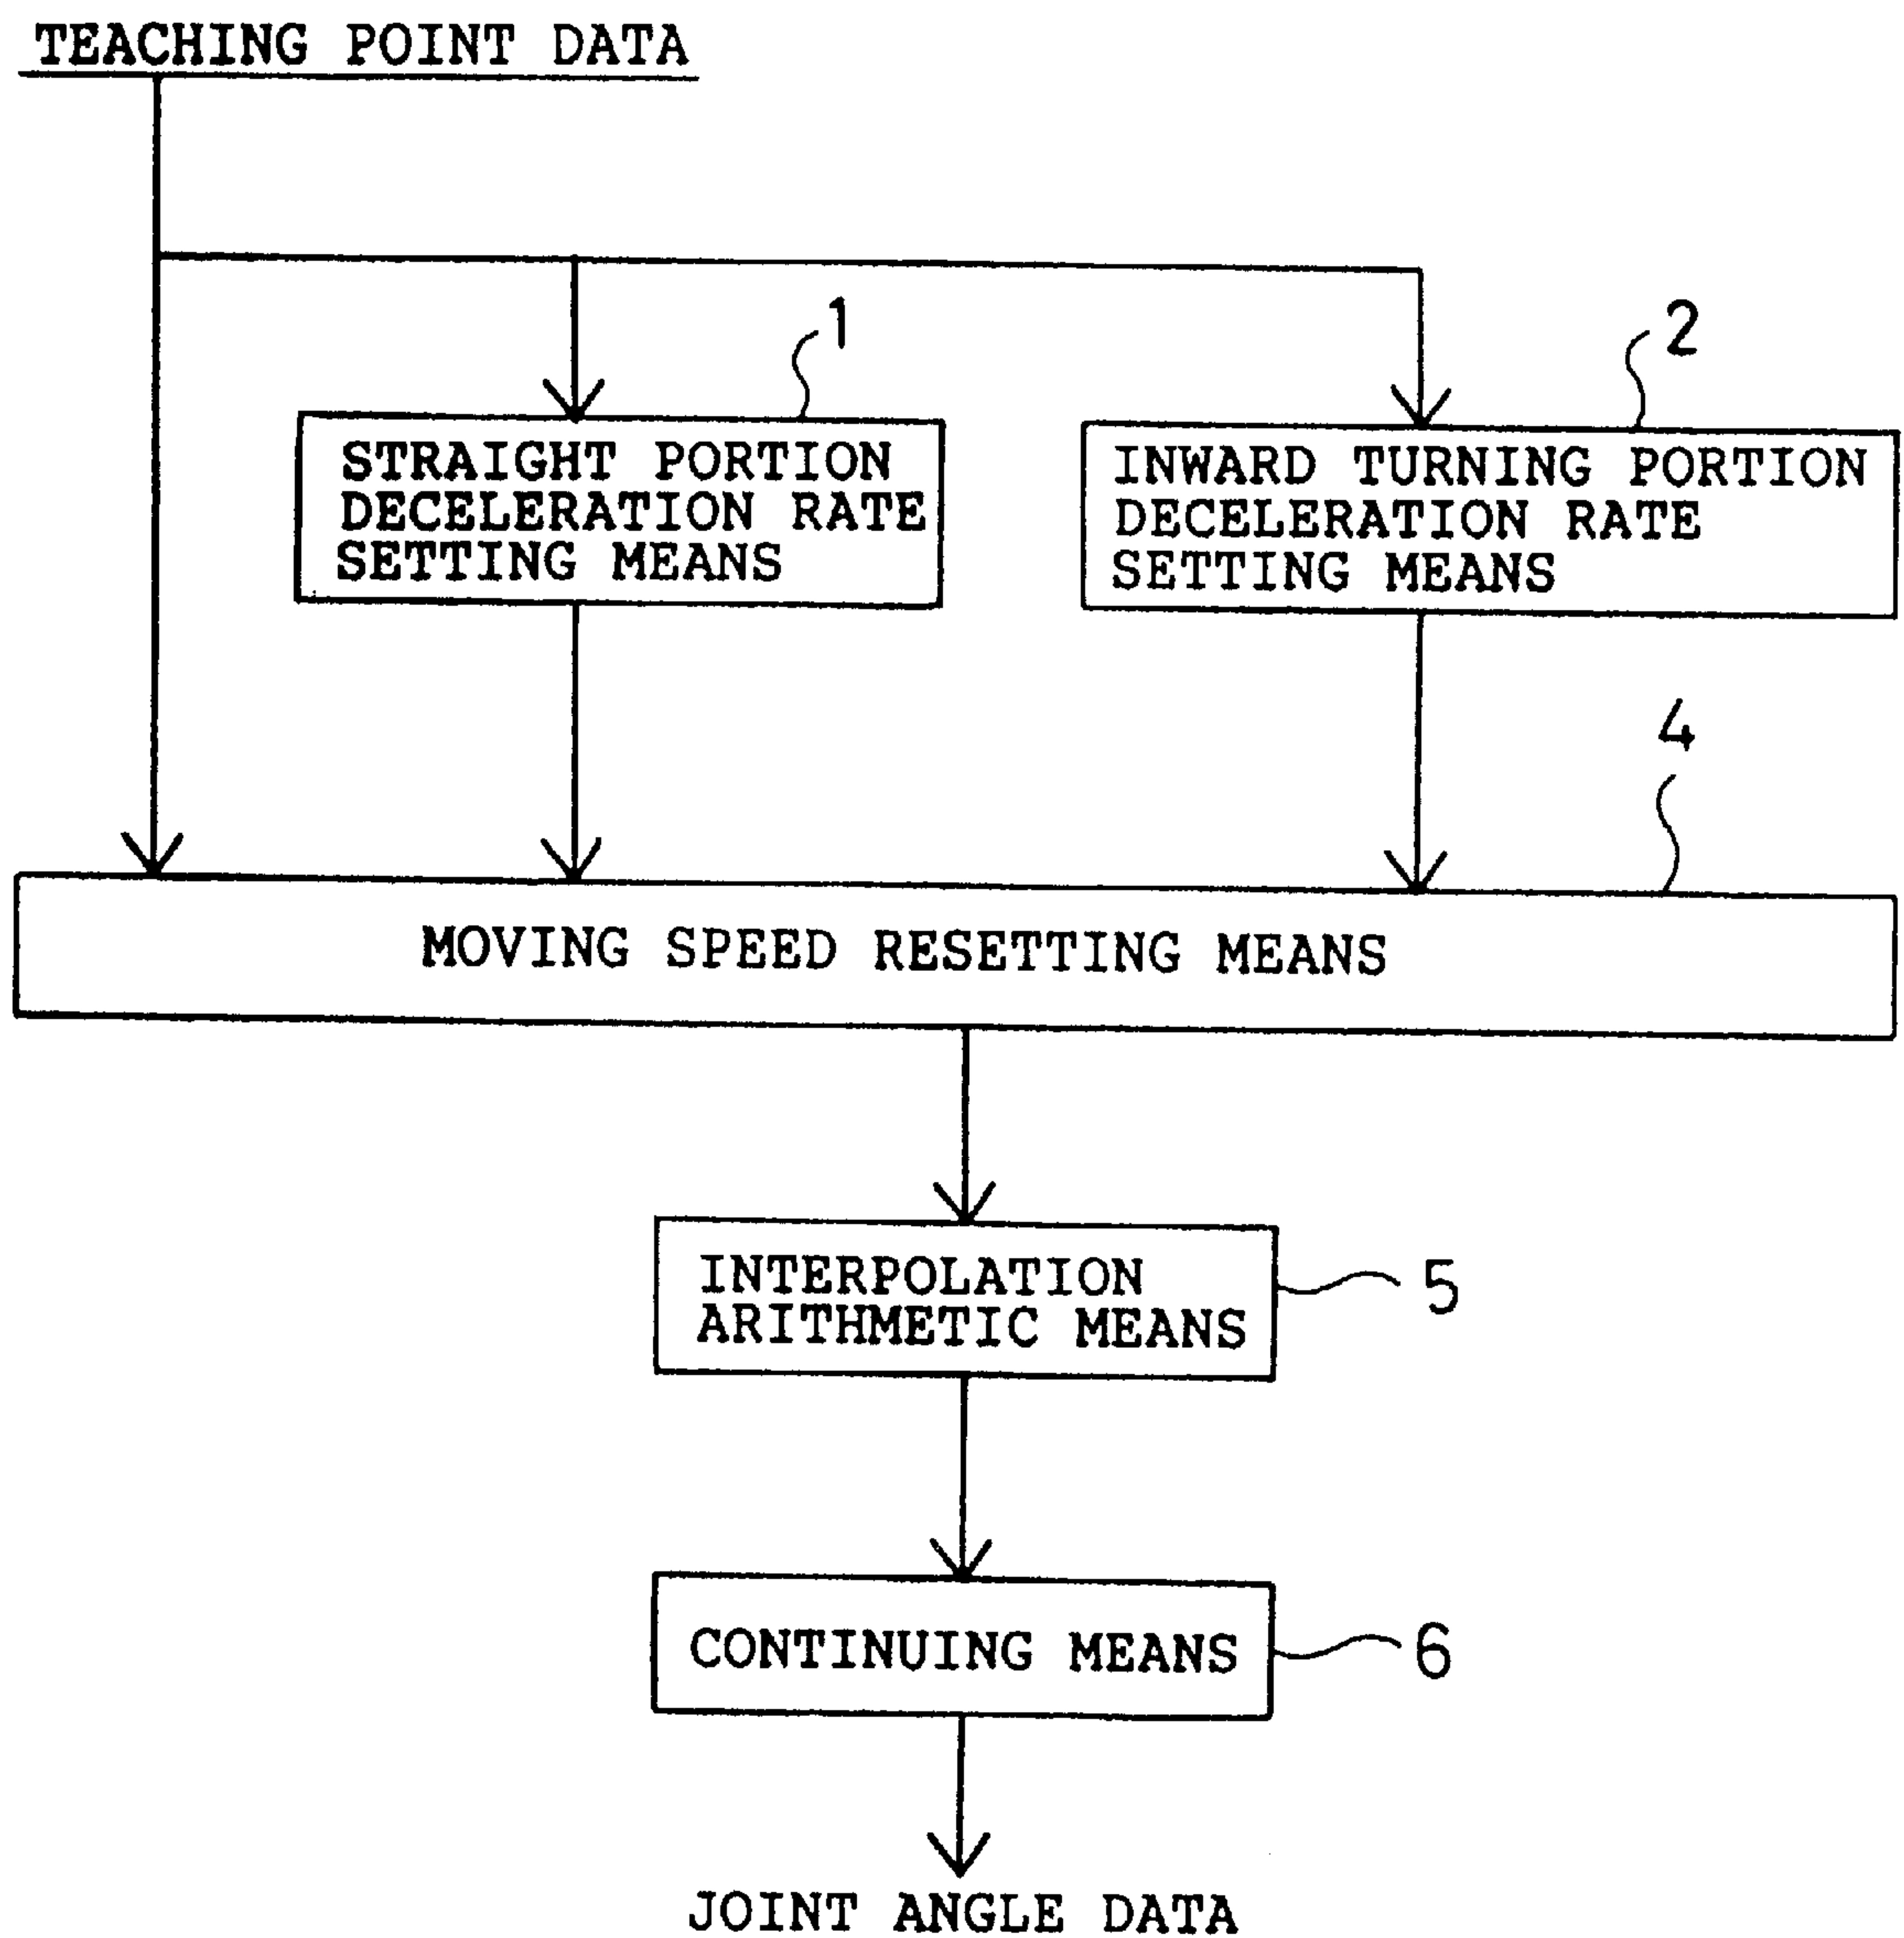 TEACHING POINT DATA
1
2
STRAIGHT PORTION
DECELERATION RATE
SETTING MEANS
INWARD TURNING PORTION
DECELERATION RATE
SETTING MEANS
4
MOVING SPEED RESETTING MEANS
INTERPOLATION
ARITHMETIC MEANS
5
CONTINUING MEANS
6
JOINT ANGLE DATA